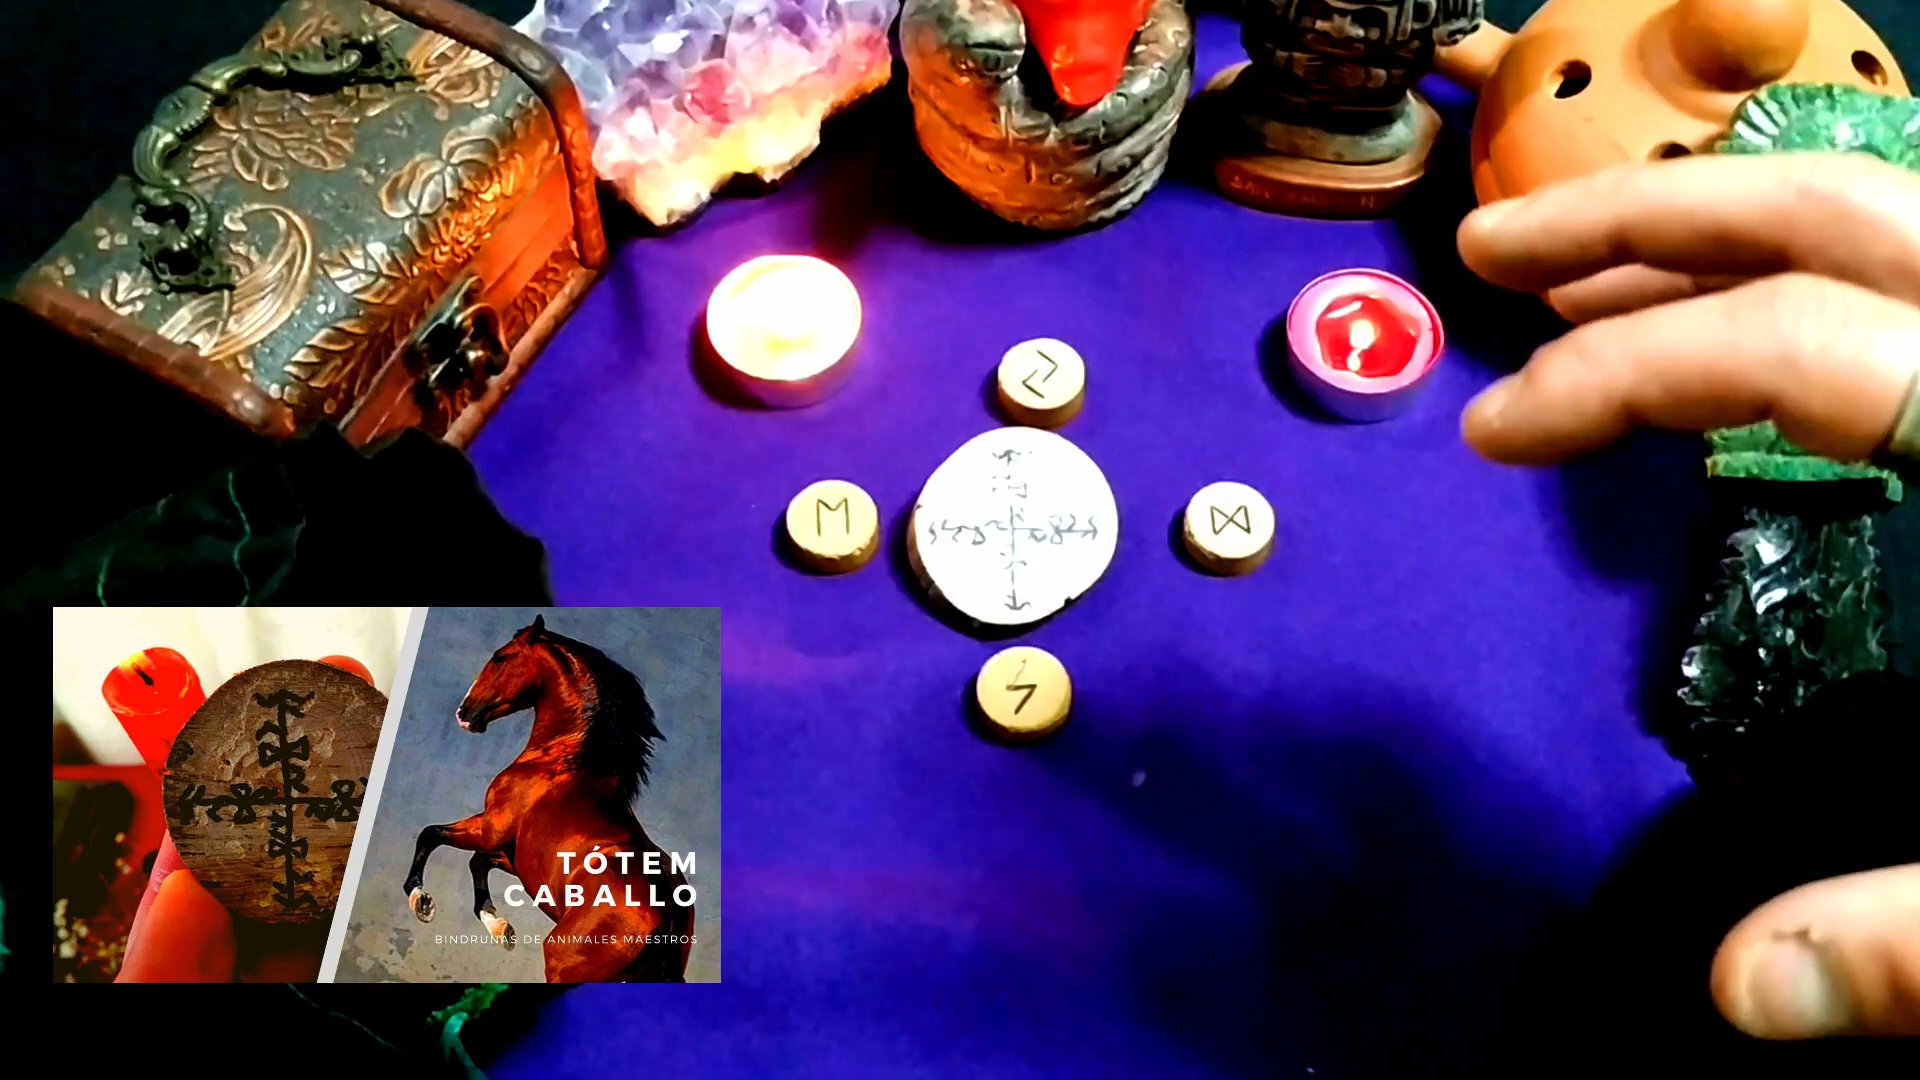 ᛃ
ᛖ
ᛞ
ᛋ
TÓTEM
CABALLO
BINDRUNAS DE ANIMALES MAESTROS